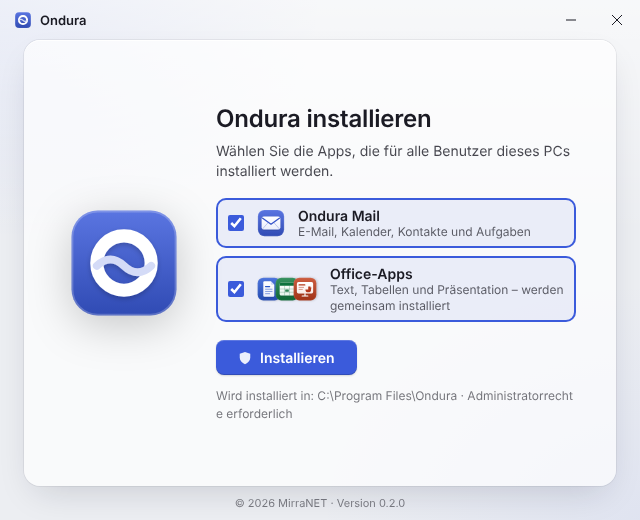 Ondura
Ondura installieren
Wählen Sie die Apps, die für alle Benutzer dieses PCs
installiert werden.
Ondura Mail
E-Mail, Kalender, Kontakte und Aufgaben
Office-Apps
Text, Tabellen und Präsentation – werden
gemeinsam installiert
Installieren
Wird installiert in: C:\Program Files\Ondura · Administratorrecht
e erforderlich
© 2026 MirraNET · Version 0.2.0